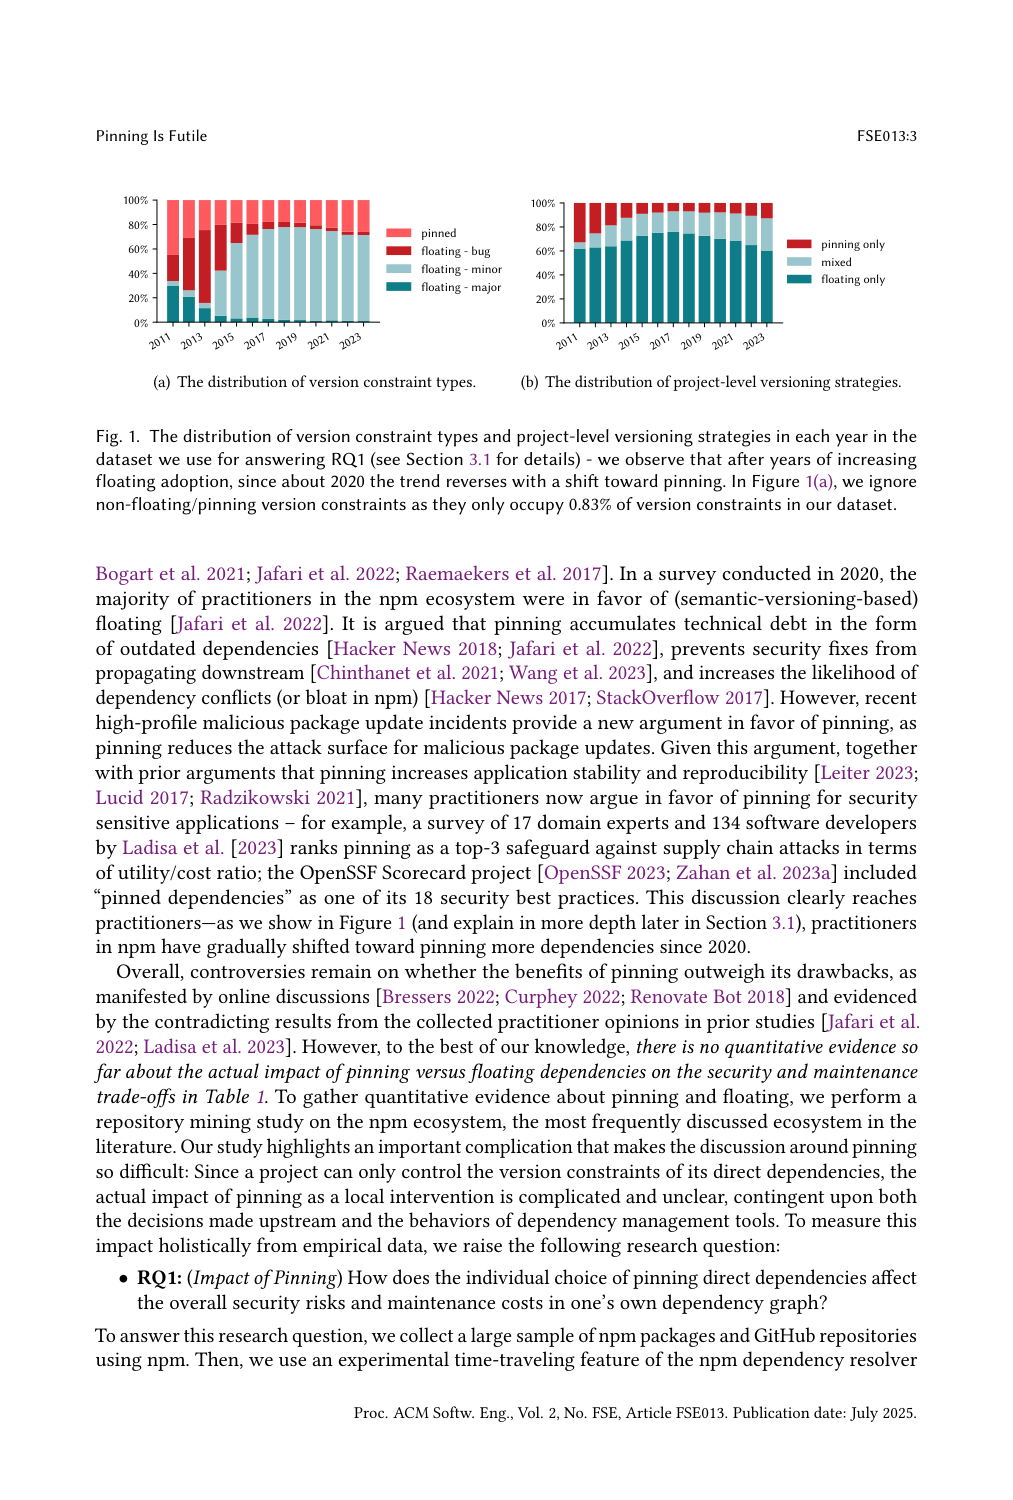 Pinning Is Futile
FSE013:3
100%
80%
60%
40%
20%
0%
2011
2013
2015
2017
2019
2021
2023
pinned
floating - bug
floating - minor
floating - major
(a) The distribution of version constraint types.
100%
80%
60%
40%
20%
0%
2011
2013
2015
2017
2019
2021
2023
pinning only
mixed
floating only
(b) The distribution of project-level versioning strategies.
Fig. 1. The distribution of version constraint types and project-level versioning strategies in each year in the
dataset we use for answering RQ1 (see Section 3.1 for details) - we observe that after years of increasing
floating adoption, since about 2020 the trend reverses with a shift toward pinning. In Figure 1(a), we ignore
non-floating/pinning version constraints as they only occupy 0.83% of version constraints in our dataset.
Bogart et al. 2021; Jafari et al. 2022; Raemaekers et al. 2017]. In a survey conducted in 2020, the
majority of practitioners in the npm ecosystem were in favor of (semantic-versioning-based)
floating [Jafari et al. 2022]. It is argued that pinning accumulates technical debt in the form
of outdated dependencies [Hacker News 2018; Jafari et al. 2022], prevents security fixes from
propagating downstream [Chinthanet et al. 2021; Wang et al. 2023], and increases the likelihood of
dependency conflicts (or bloat in npm) [Hacker News 2017; StackOverflow 2017]. However, recent
high-profile malicious package update incidents provide a new argument in favor of pinning, as
pinning reduces the attack surface for malicious package updates. Given this argument, together
with prior arguments that pinning increases application stability and reproducibility [Leiter 2023;
Lucid 2017; Radzikowski 2021], many practitioners now argue in favor of pinning for security
sensitive applications – for example, a survey of 17 domain experts and 134 software developers
by Ladisa et al. [2023] ranks pinning as a top-3 safeguard against supply chain attacks in terms
of utility/cost ratio; the OpenSSF Scorecard project [OpenSSF 2023; Zahan et al. 2023a] included
“pinned dependencies” as one of its 18 security best practices. This discussion clearly reaches
practitioners—as we show in Figure 1 (and explain in more depth later in Section 3.1), practitioners
in npm have gradually shifted toward pinning more dependencies since 2020.
Overall, controversies remain on whether the benefits of pinning outweigh its drawbacks, as
manifested by online discussions [Bressers 2022; Curphey 2022; Renovate Bot 2018] and evidenced
by the contradicting results from the collected practitioner opinions in prior studies [Jafari et al.
2022; Ladisa et al. 2023]. However, to the best of our knowledge, there is no quantitative evidence so
far about the actual impact of pinning versus floating dependencies on the security and maintenance
trade-offs in Table 1. To gather quantitative evidence about pinning and floating, we perform a
repository mining study on the npm ecosystem, the most frequently discussed ecosystem in the
literature. Our study highlights an important complication that makes the discussion around pinning
so difficult: Since a project can only control the version constraints of its direct dependencies, the
actual impact of pinning as a local intervention is complicated and unclear, contingent upon both
the decisions made upstream and the behaviors of dependency management tools. To measure this
impact holistically from empirical data, we raise the following research question:
• RQ1: (Impact of Pinning) How does the individual choice of pinning direct dependencies affect
the overall security risks and maintenance costs in one’s own dependency graph?
To answer this research question, we collect a large sample of npm packages and GitHub repositories
using npm. Then, we use an experimental time-traveling feature of the npm dependency resolver
Proc. ACM Softw. Eng., Vol. 2, No. FSE, Article FSE013. Publication date: July 2025.